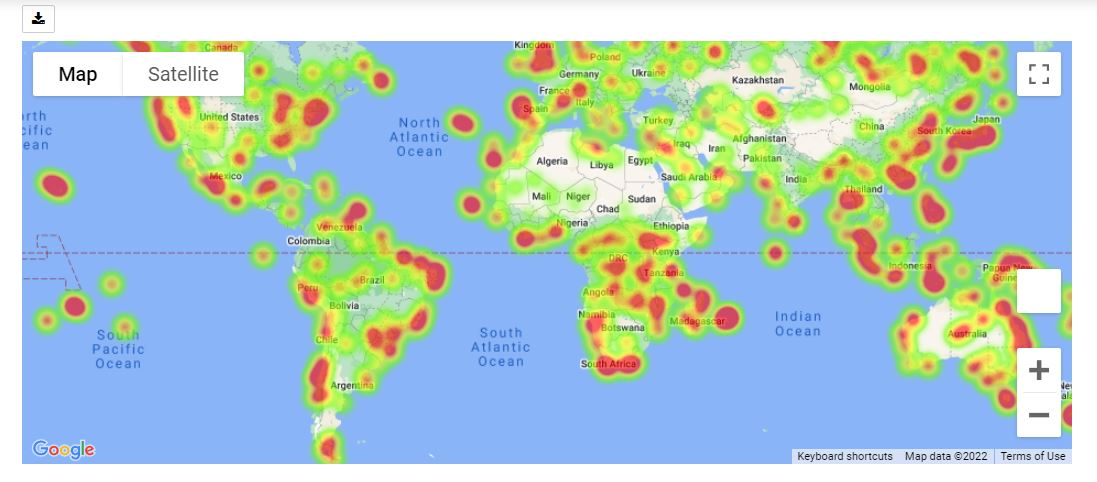 Map
Satellite
Canada
Kingdom
Poland
Germany
Ukraine
Kazakhstan
Mongolia
France
Spain
Italy
Turkey
Japan
South Korea
United States
North
Atlantic
Ocean
China
Afghanistan
Iraq
Iran
Algeria
Libya
Egypt
Pakistan
Mexico
Saudi Arabia
India
Thailand
Mali
Niger
Sudan
Chad
Nigeria
Ethiopia
Venezuela
Colombia
DRC
Kenya
Indonesia
Papua New
Guinea
Tanzania
Peru
Brazil
Angola
Bolivia
Namibia
Madagascar
Botswana
Indian
Ocean
South
Pacific
Ocean
Chile
South
Atlantic
Ocean
Australia
South Africa
Argentina
Google
Keyboard shortcuts
Map data ©2022
Terms of Use